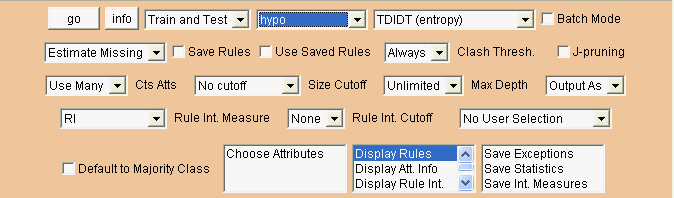 go info Train and Test hypo TDIDT (entropy) Batch Mode
Estimate Missing Save Rules Use Saved Rules Always Clash Thresh. J-pruning
Use Many Cts Atts No cutoff Size Cutoff Unlimited Max Depth Output As
RI Rule Int. Measure None Rule Int. Cutoff No User Selection
Default to Majority Class Choose Attributes Display Rules Save Exceptions
Display Att. Info Save Statistics
Display Rule Int. Save Int. Measures